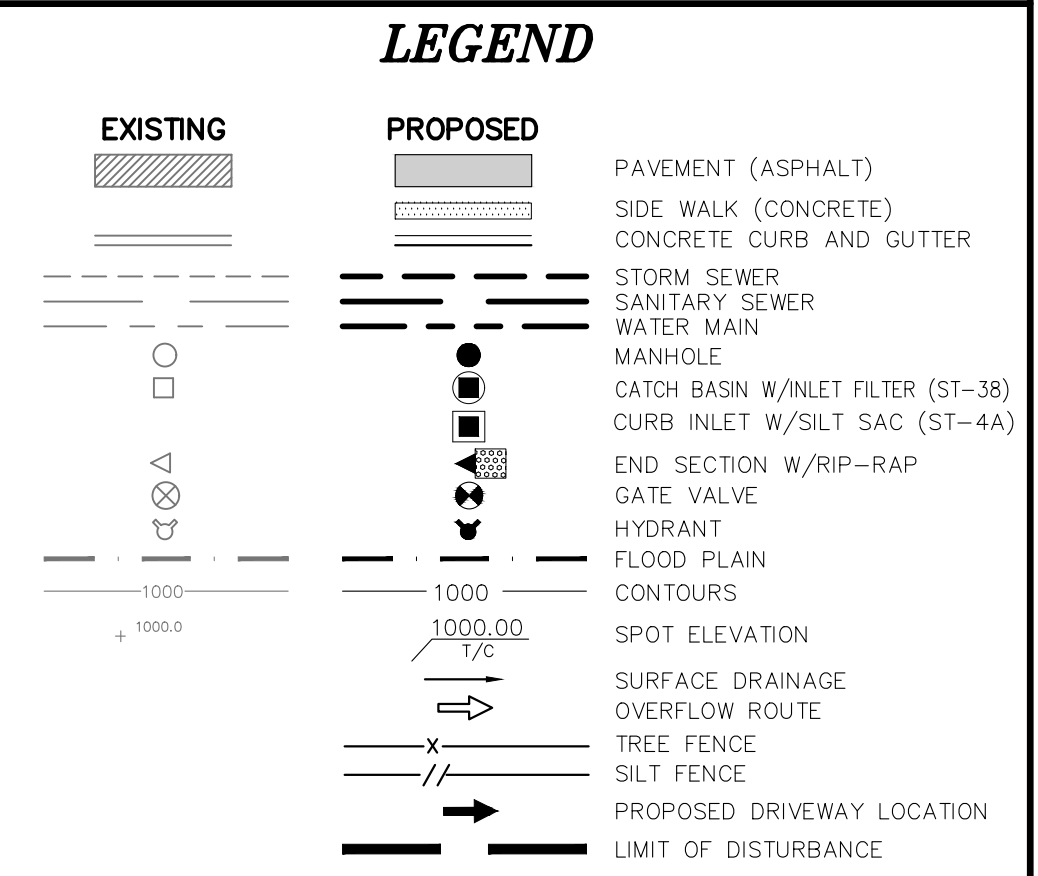 LEGEND
EXISTING PROPOSED
PAVEMENT (ASPHALT)
SIDE WALK (CONCRETE)
CONCRETE CURB AND GUTTER
STORM SEWER
SANITARY SEWER
WATER MAIN
MANHOLE
CATCH BASIN W/INLET FILTER (ST-38)
CURB INLET W/SILT SAC (ST-4A)
END SECTION W/RIP-RAP
GATE VALVE
HYDRANT
FLOOD PLAIN
1000 1000 CONTOURS
1000.0 1000.00 SPOT ELEVATION
T/C
SURFACE DRAINAGE
OVERFLOW ROUTE
X TREE FENCE
// SILT FENCE
PROPOSED DRIVEWAY LOCATION
LIMIT OF DISTURBANCE